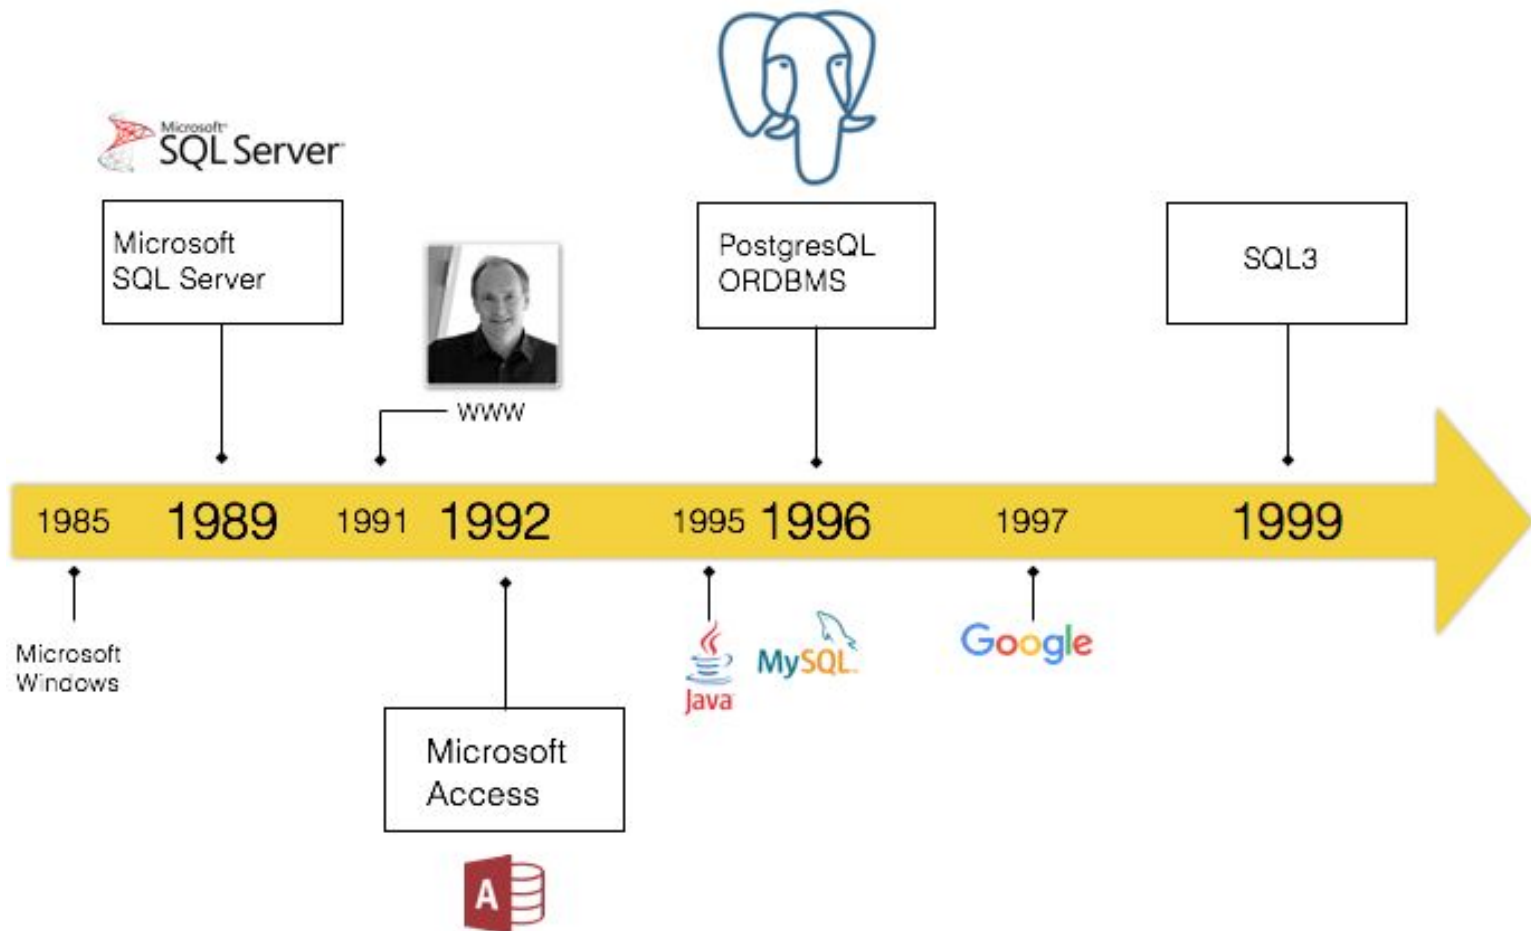 Microsoft
SQL Server
Microsoft
SQL Server
PostgresQL
ORDBMS
SQL3
WWW
1985 1989 1991 1992 1995 1996 1997 1999
Microsoft
Windows
Java
MySQL
Google
Microsoft
Access
A